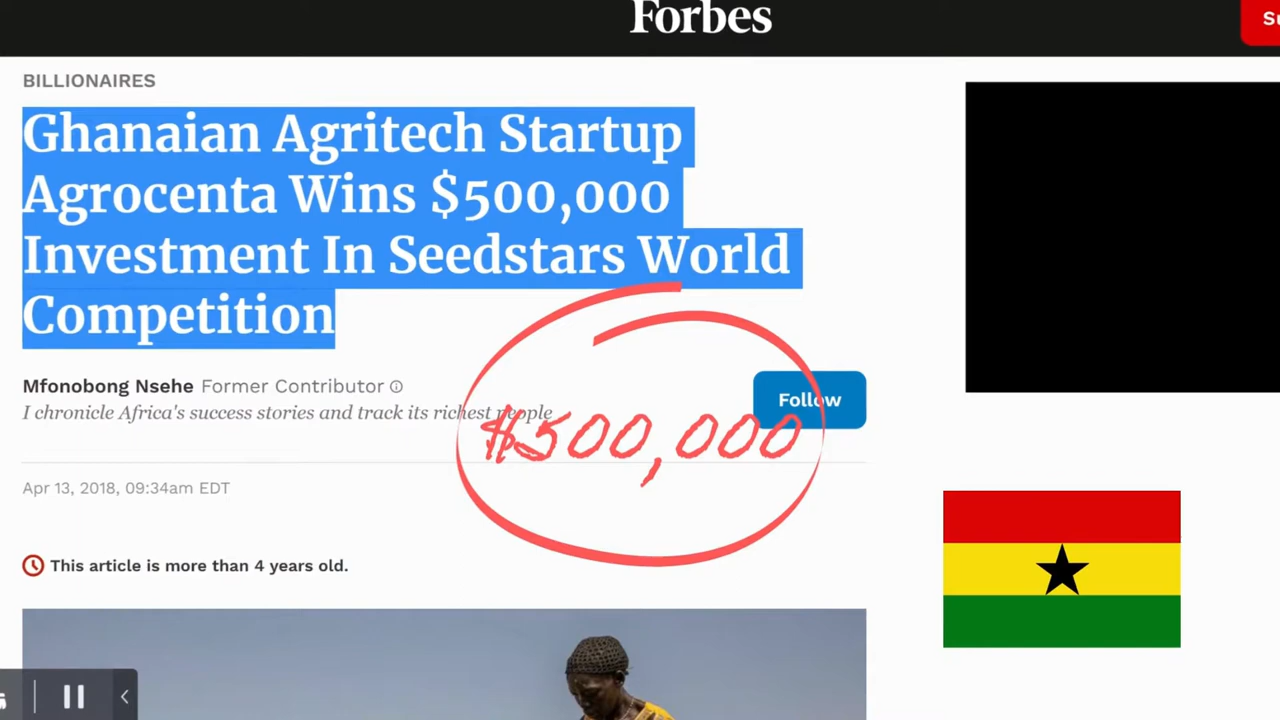 Forbes
BILLIONAIRES
Ghanaian Agritech Startup
Agrocenta Wins $500,000
Investment In Seedstars World
Competition
Mfonobong Nsehe Former Contributor
I chronicle Africa's success stories and track its richest people
Follow
$500,000
Apr 13, 2018, 09:34am EDT
This article is more than 4 years old.